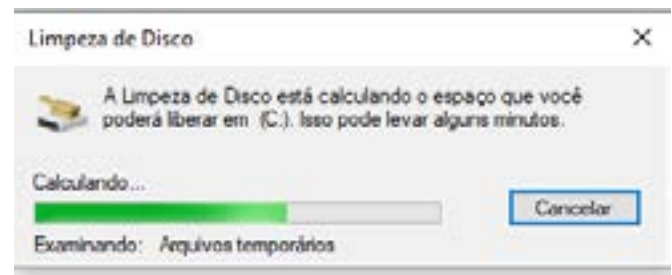 Limpeza de Disco
A Limpeza de Disco está calculando o espaço que você
poderá liberar em (C:). Isso pode levar alguns minutos.
Calculando...
Cancelar
Examinando: Arquivos temporários